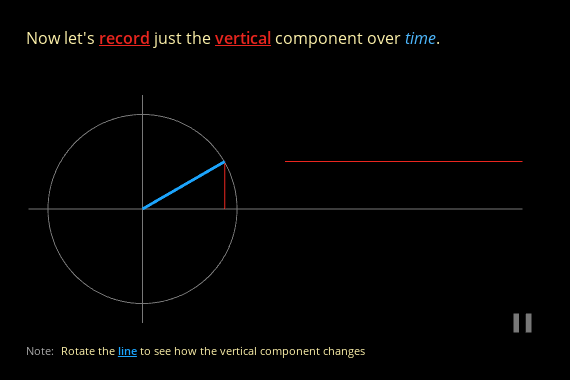 Now let's record just the vertical component over time.
Note: Rotate the line to see how the vertical component changes